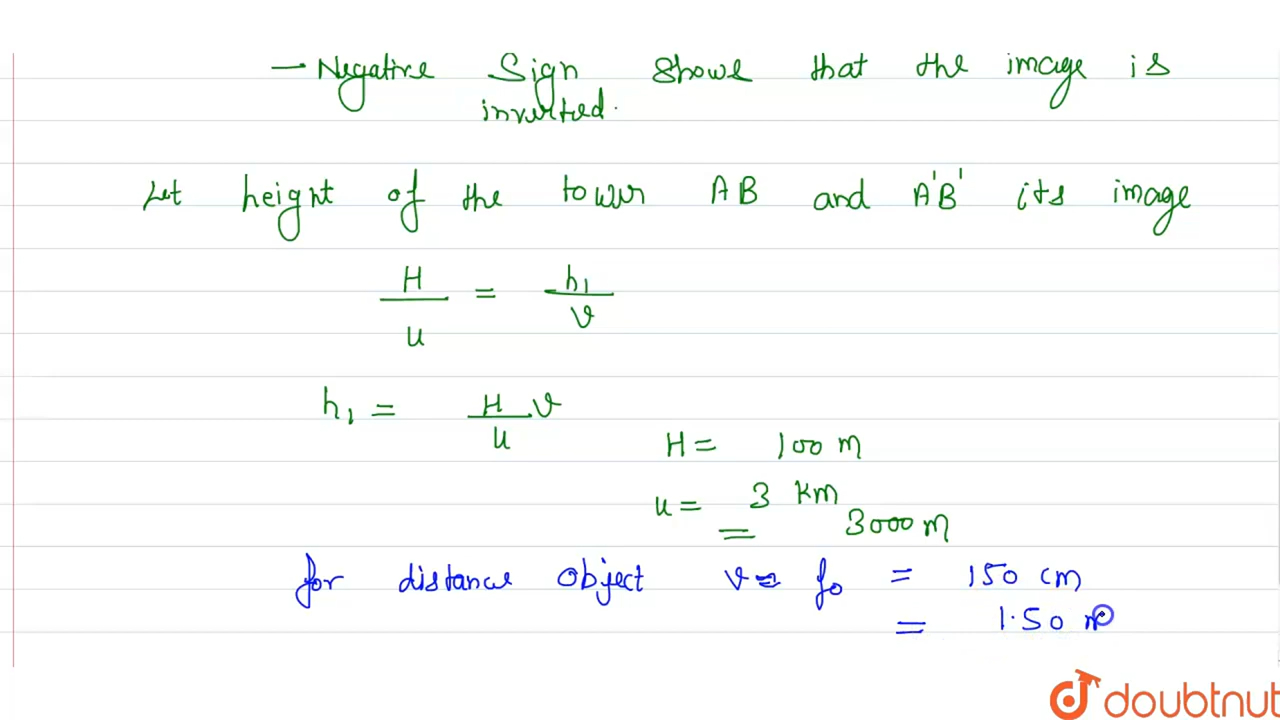 — Negative Sign shows that the image is
inverted.
Let height of the tower AB and A'B' its image
H/u = h₁/v
h₁ = H/u v
H = 100 m
u = 3 km
= 3000 m
for distance object v = f₀ = 150 cm
= 1.50 m
doubtnut